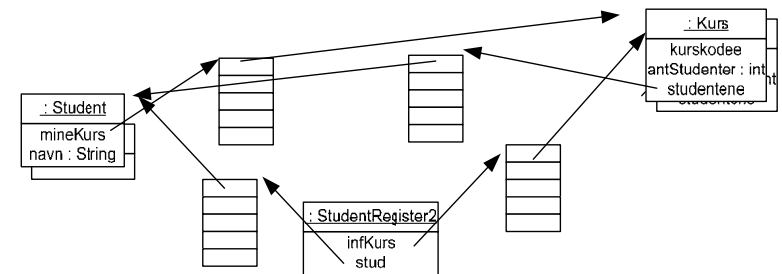 : Kurs
kurskodee
antStudenter : int
studentene
: Student
mineKurs
navn : String
: StudentRegister2
infKurs
stud